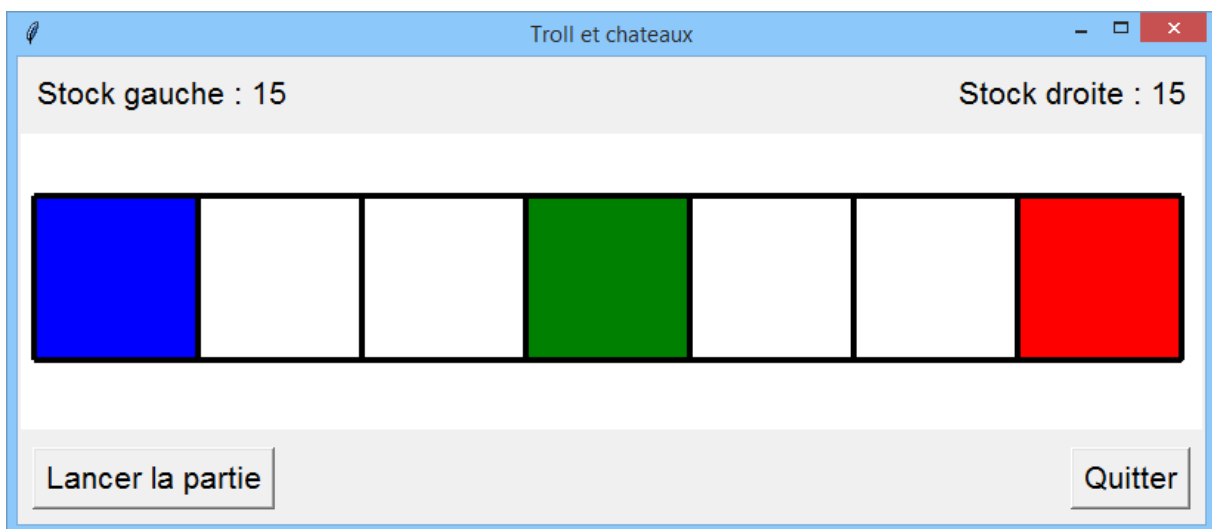 Troll et chateaux
Stock gauche : 15
Stock droite : 15
Lancer la partie
Quitter